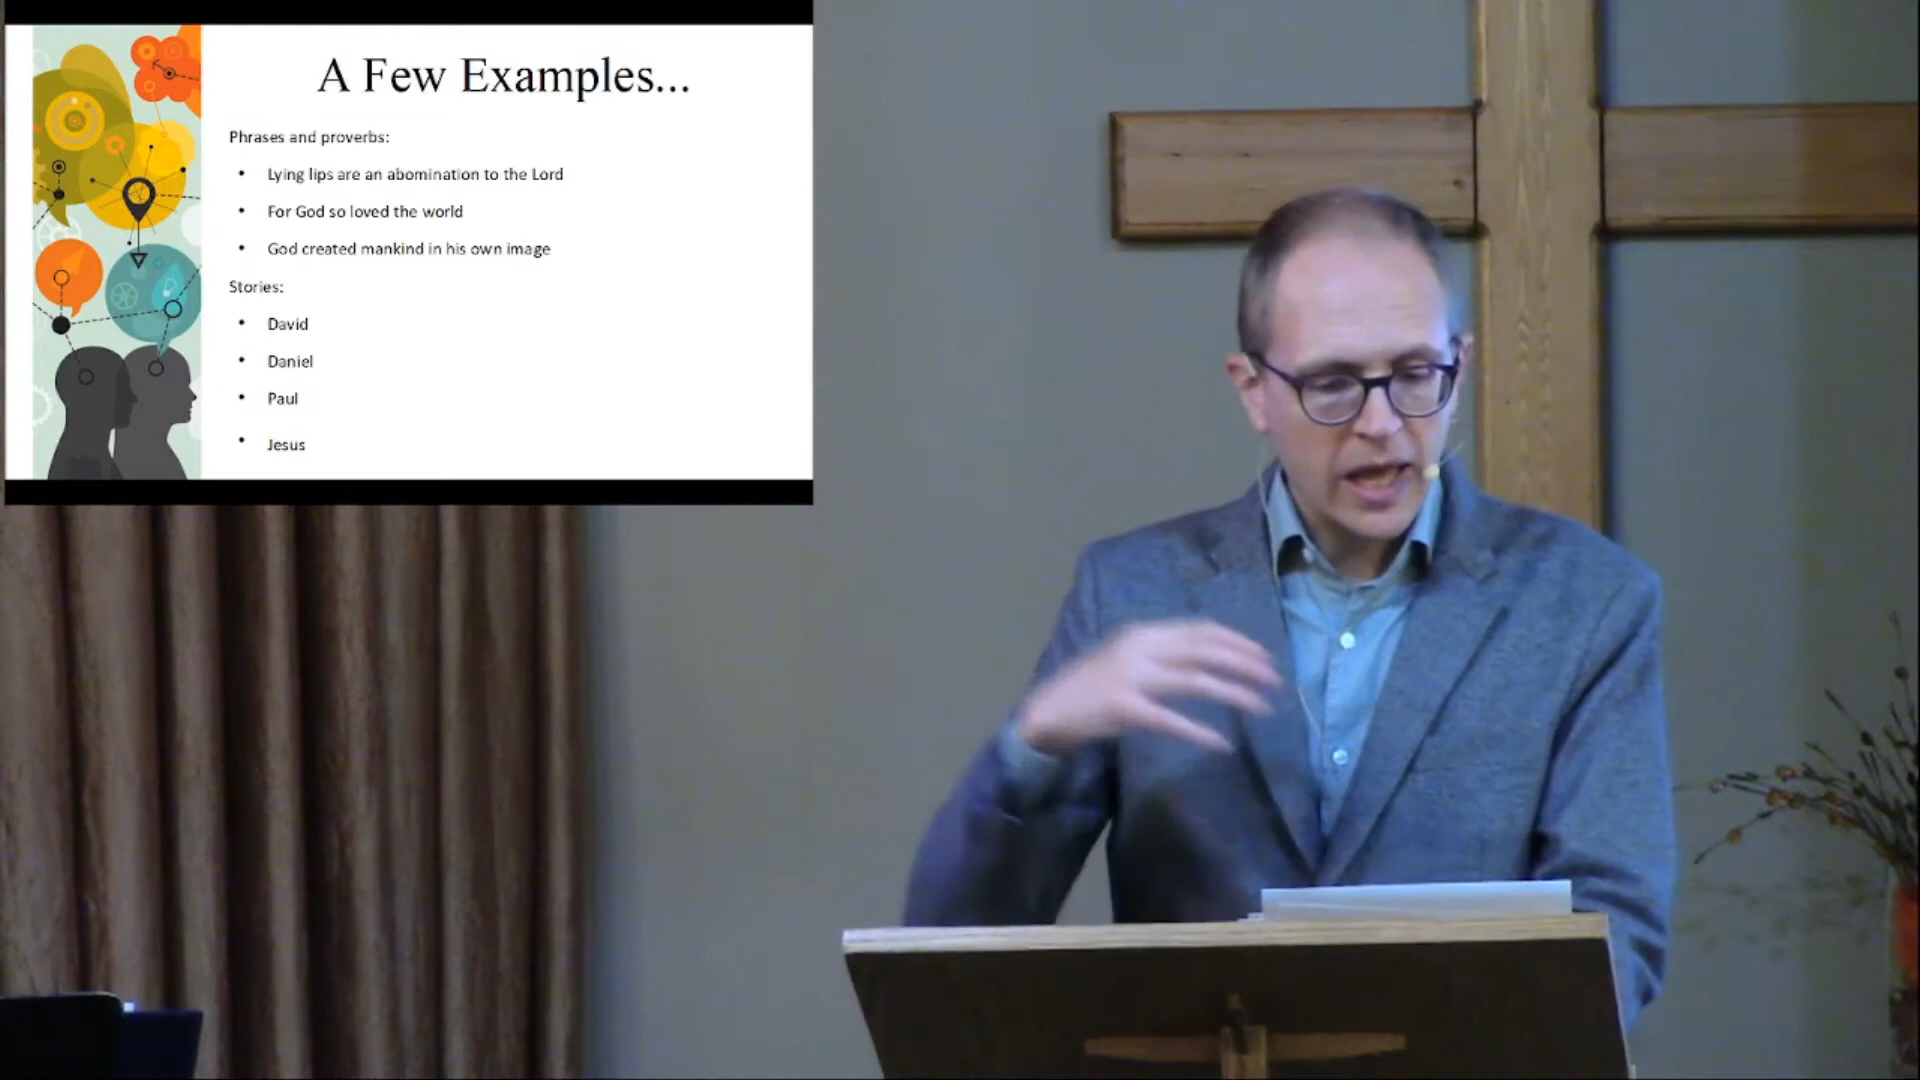 A Few Examples...
Phrases and proverbs:
• Lying lips are an abomination to the Lord
• For God so loved the world
• God created mankind in his own image
Stories:
• David
• Daniel
• Paul
• Jesus